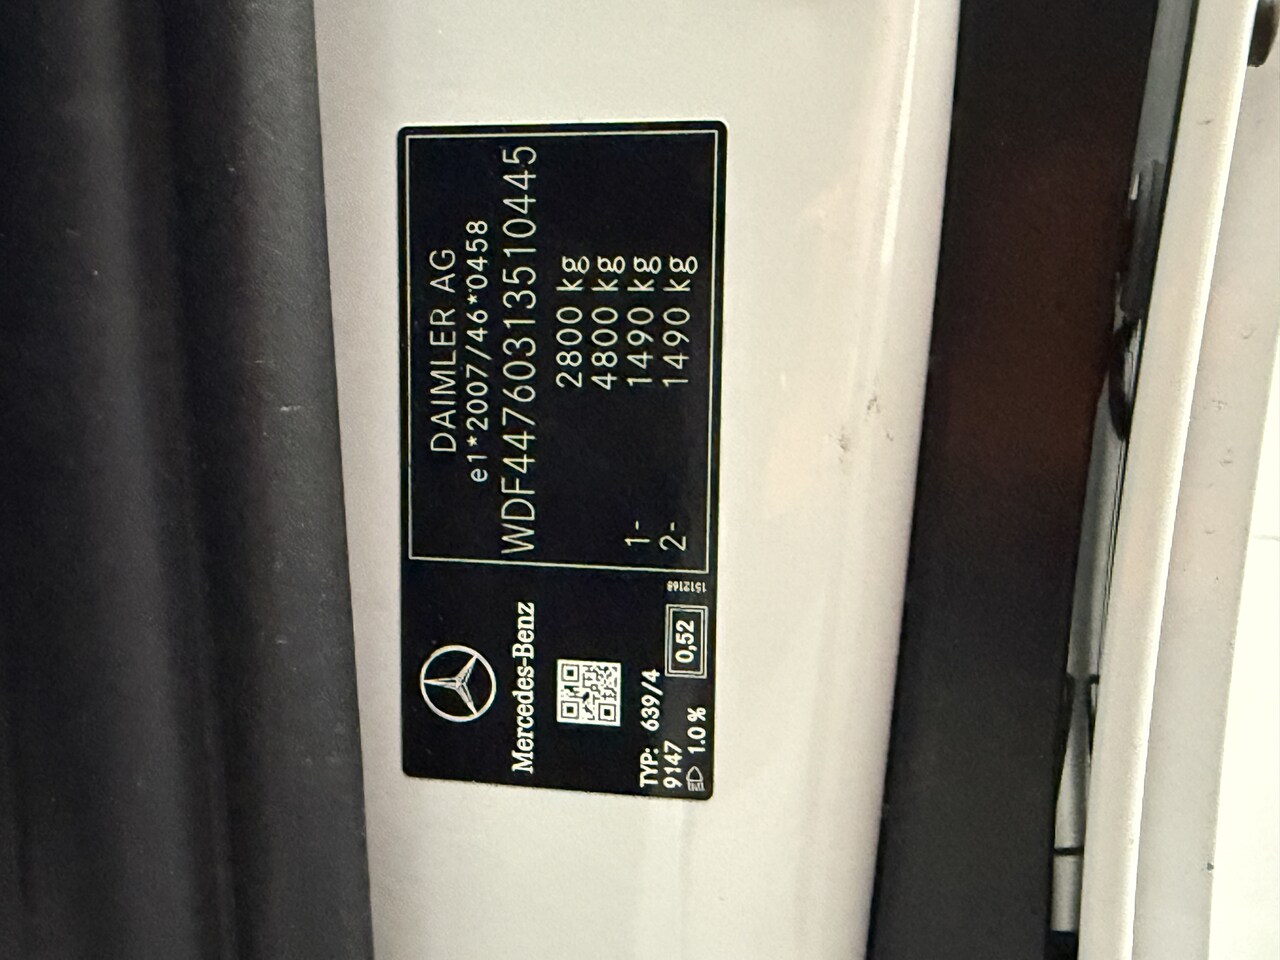 DAIMLER AG
e1*2007/46*0458
WDF44760313510445
2800 kg
4800 kg
1- 1490 kg
2- 1490 kg
Mercedes-Benz
TYP: 639/4
9147
1.0 %
0,52
1512168